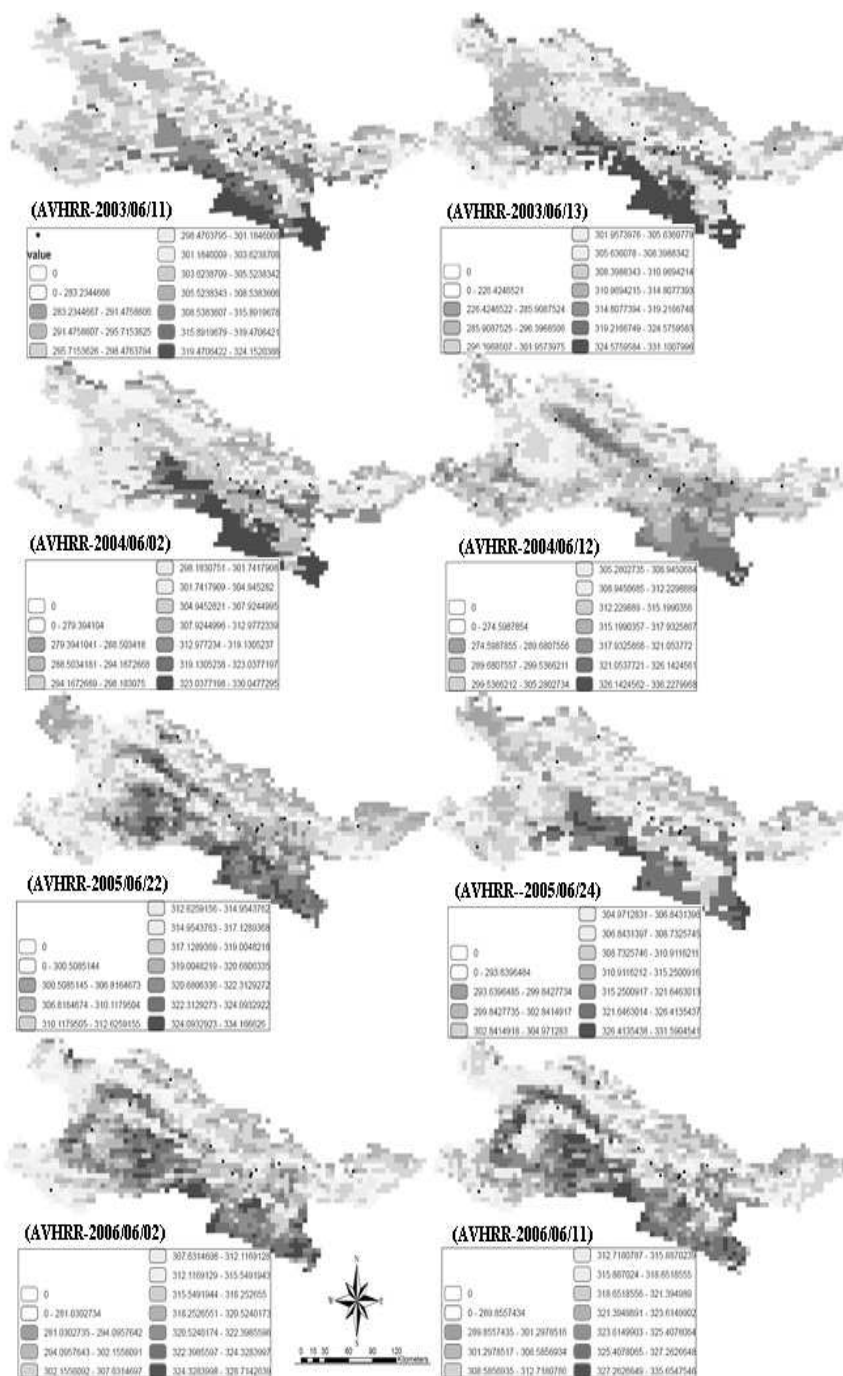 (AVHRR-2003/06/11)
value
0
0 - 283.2344666
283.2344667 - 291.4758606
291.4758607 - 295.7153625
295.7153626 - 298.4763794
298.4763795 - 301.1846008
301.1846009 - 303.6238708
303.6238709 - 305.5238342
305.5238343 - 308.5383606
308.5383607 - 315.8919678
315.8919679 - 319.4706421
319.4706422 - 324.1520386
(AVHRR-2003/06/13)
0
0 - 226.4246521
226.4246522 - 285.9087524
285.9087525 - 296.3968506
296.3968507 - 301.9573975
301.9573976 - 305.6360779
305.636078 - 308.3988342
308.3988343 - 310.9694214
310.9694215 - 314.8077393
314.8077394 - 319.2166748
319.2166749 - 324.5759583
324.5759584 - 331.1007996
(AVHRR-2004/06/02)
0
0 - 279.394104
279.3941041 - 288.503418
288.5034181 - 294.1672668
294.1672669 - 298.183075
298.1830751 - 301.7417908
301.7417909 - 304.945282
304.9452821 - 307.9244995
307.9244996 - 312.9772339
312.977234 - 319.1305237
319.1305238 - 323.0377197
323.0377198 - 330.0477295
(AVHRR-2004/06/12)
0
0 - 274.5987854
274.5987855 - 289.6807556
289.6807557 - 299.5366211
299.5366212 - 305.2802734
305.2802735 - 308.9450684
308.9450685 - 312.2298889
312.229889 - 315.1990356
315.1990357 - 317.9325867
317.9325868 - 321.053772
321.0537721 - 326.1424561
326.1424562 - 336.2279968
(AVHRR-2005/06/22)
0
0 - 300.5085144
300.5085145 - 306.8164673
306.8164674 - 310.1179504
310.1179505 - 312.6259155
312.6259156 - 314.9543762
314.9543763 - 317.1289368
317.1289369 - 319.0048218
319.0048219 - 320.6806335
320.6806336 - 322.3129272
322.3129273 - 324.0932922
324.0932923 - 334.166626
(AVHRR--2005/06/24)
0
0 - 293.6396484
293.6396485 - 299.8427734
299.8427735 - 302.8414917
302.8414918 - 304.971283
304.9712831 - 306.8431396
306.8431397 - 308.7325745
308.7325746 - 310.9116211
310.9116212 - 315.2500916
315.2500917 - 321.6463013
321.6463014 - 326.4135437
326.4135438 - 331.5904541
(AVHRR-2006/06/02)
0
0 - 281.0302734
281.0302735 - 294.0957642
294.0957643 - 302.1558091
302.1558092 - 307.6314697
307.6314698 - 312.1169128
312.1169129 - 315.5491943
315.5491944 - 318.252655
318.2526551 - 320.5240173
320.5240174 - 322.3985596
322.3985597 - 324.3283997
324.3283998 - 328.7142639
N
W
E
S
0 15 30 60 90 120
Kilometers
(AVHRR-2006/06/11)
0
0 - 289.8557434
289.8557435 - 301.2978516
301.2978517 - 308.5856934
308.5856935 - 312.7180786
312.7180787 - 315.8870239
315.887024 - 318.6518555
318.6518556 - 321.394989
321.3949891 - 323.6149902
323.6149903 - 325.4078064
325.4078065 - 327.2626648
327.2626649 - 335.6547546